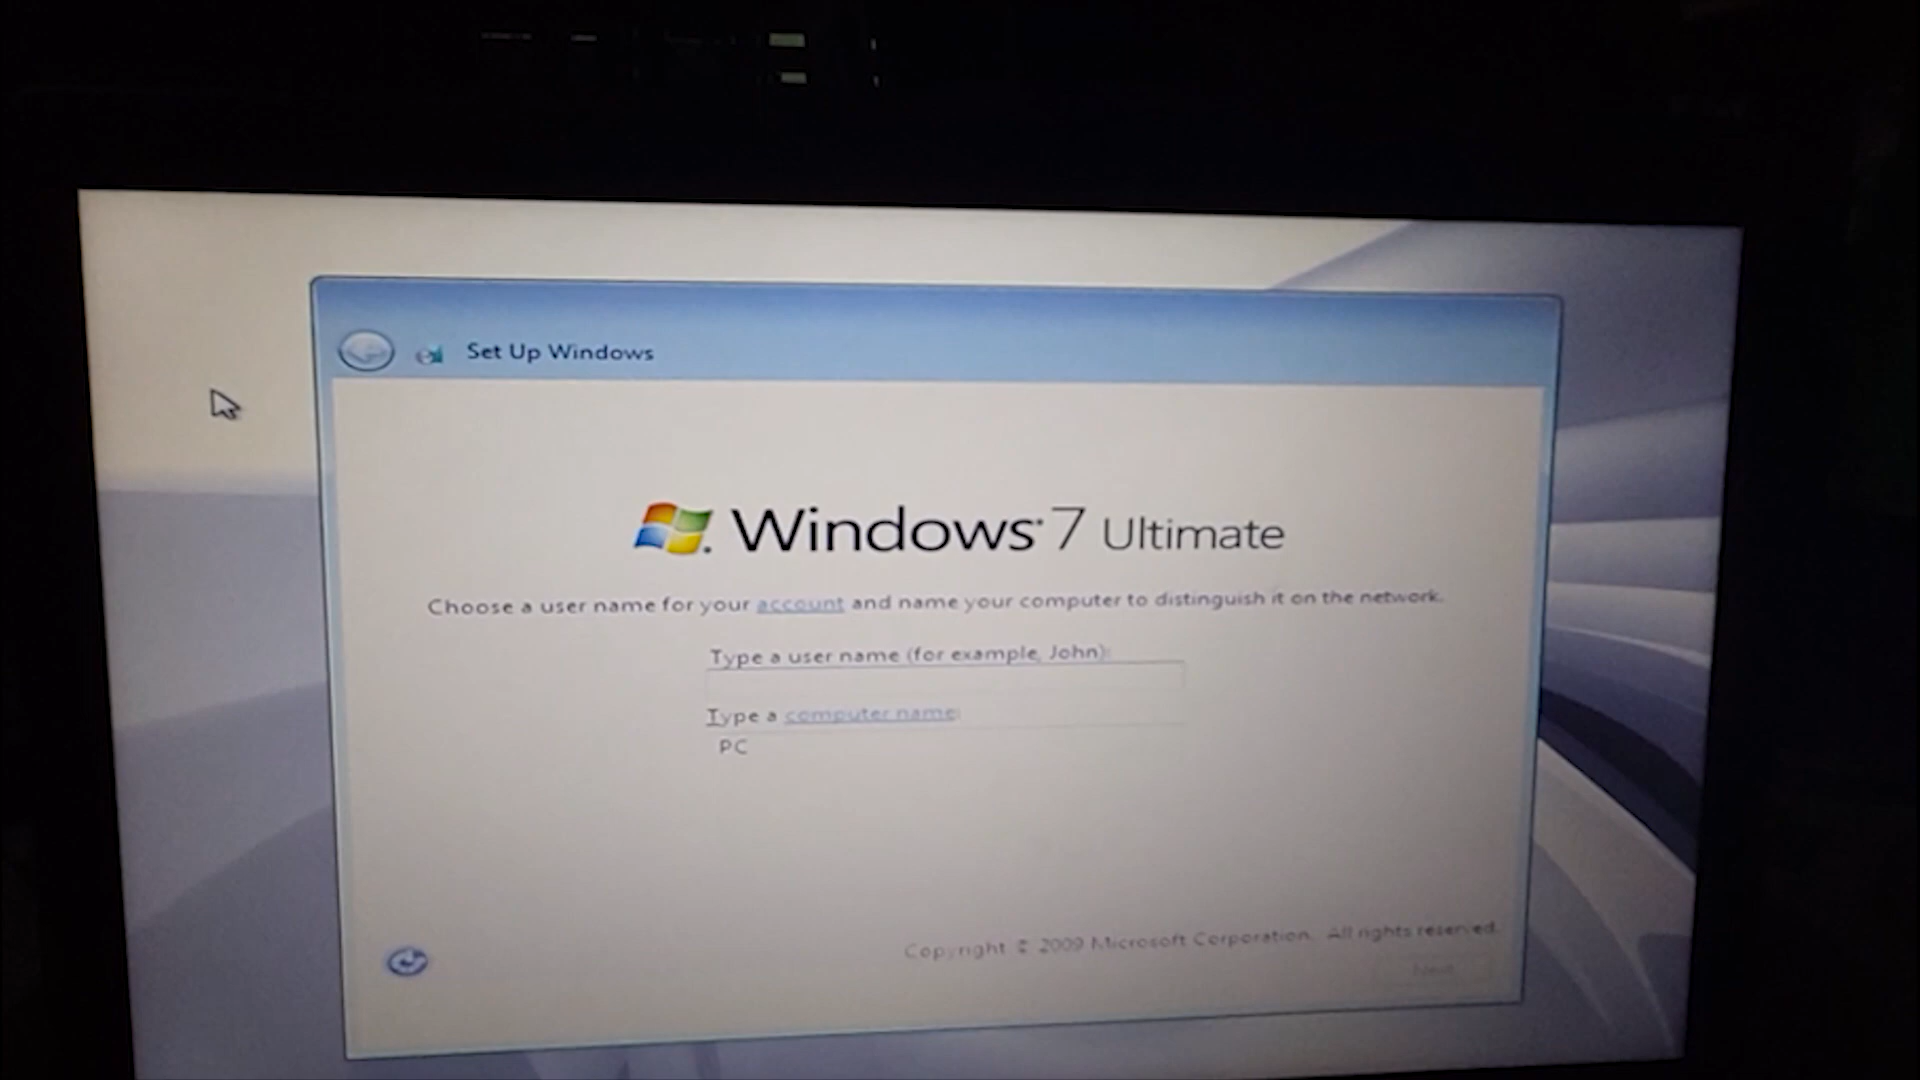 Set Up Windows
Windows 7 Ultimate
Choose a user name for your account and name your computer to distinguish it on the network.
Type a user name (for example, John):
Type a computer name:
PC
Copyright © 2009 Microsoft Corporation. All rights reserved.
Next